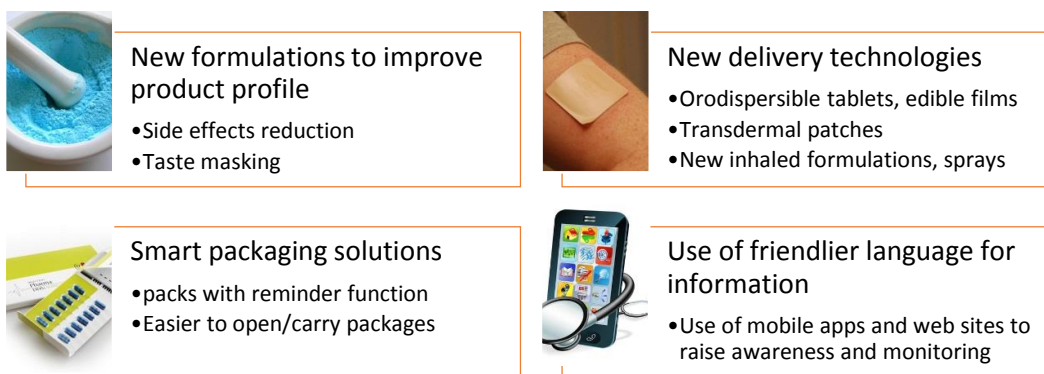 New formulations to improve
product profile
•Side effects reduction
•Taste masking
New delivery technologies
•Orodispersible tablets, edible films
•Transdermal patches
•New inhaled formulations, sprays
Smart packaging solutions
•packs with reminder function
•Easier to open/carry packages
Use of friendlier language for
information
•Use of mobile apps and web sites to
raise awareness and monitoring